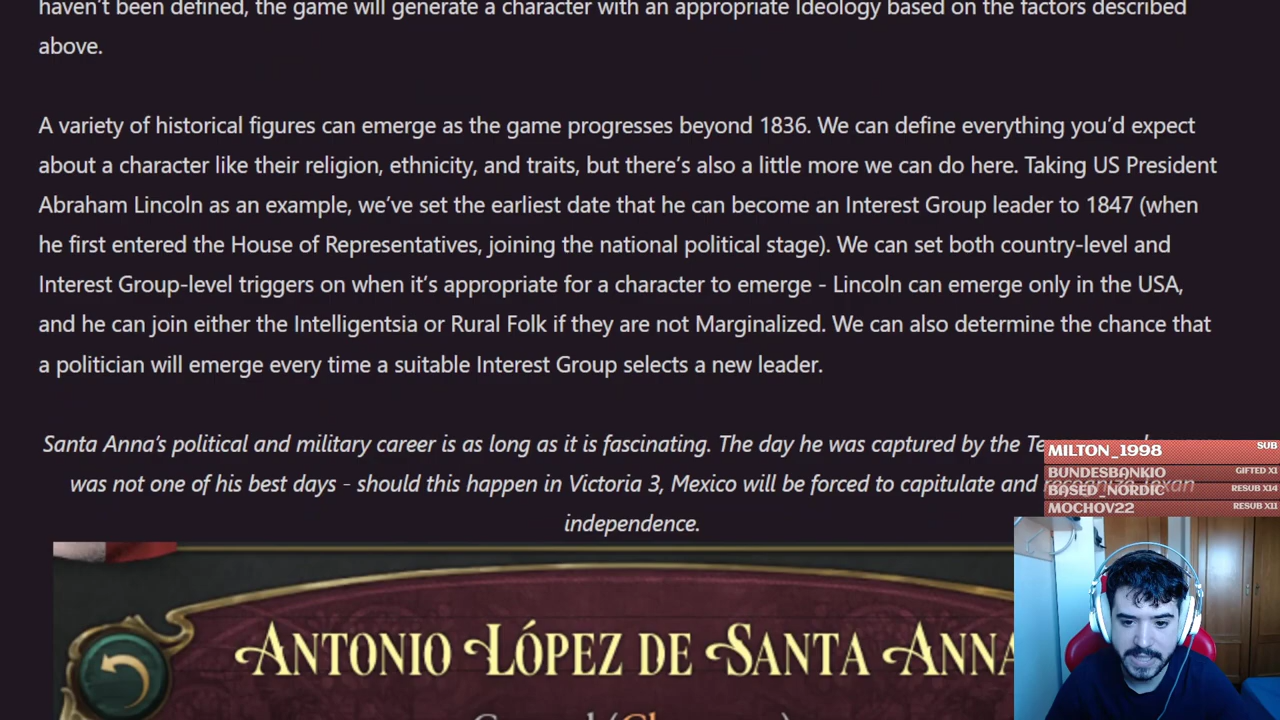 haven't been defined, the game will generate a character with an appropriate Ideology based on the factors described
above.
A variety of historical figures can emerge as the game progresses beyond 1836. We can define everything you'd expect
about a character like their religion, ethnicity, and traits, but there's also a little more we can do here. Taking US President
Abraham Lincoln as an example, we've set the earliest date that he can become an Interest Group leader to 1847 (when
he first entered the House of Representatives, joining the national political stage). We can set both country-level and
Interest Group-level triggers on when it's appropriate for a character to emerge - Lincoln can emerge only in the USA,
and he can join either the Intelligentsia or Rural Folk if they are not Marginalized. We can also determine the chance that
a politician will emerge every time a suitable Interest Group selects a new leader.
Santa Anna's political and military career is as long as it is fascinating. The day he was captured by the
was not one of his best days - should this happen in Victoria 3, Mexico will be forced to capitulate and recognize Texan
independence.
MILTON_1998 SUB
BUNDESBANKIO GIFTED X1
BASED_NORDIC RESUB X14
MOCHOV22 RESUB X11
ANTONIO LÓPEZ DE SANTA ANNA